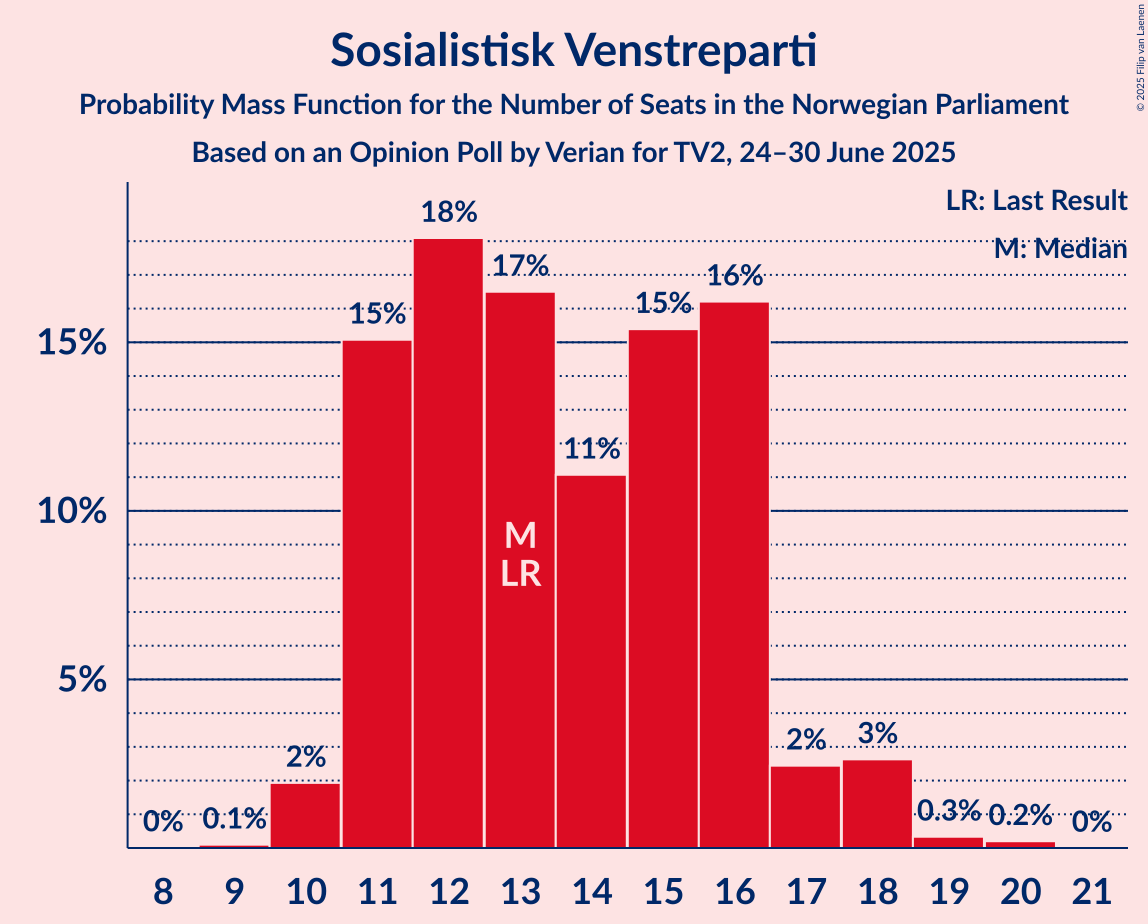 Sosialistisk Venstreparti
Probability Mass Function for the Number of Seats in the Norwegian Parliament
Based on an Opinion Poll by Verian for TV2, 24–30 June 2025
© 2025 Filip van Laenen
LR: Last Result
M: Median
15%
10%
5%
0%
0.1%
2%
15%
18%
17%
11%
15%
16%
2%
3%
0.3%
0.2%
0%
M
LR
8 9 10 11 12 13 14 15 16 17 18 19 20 21